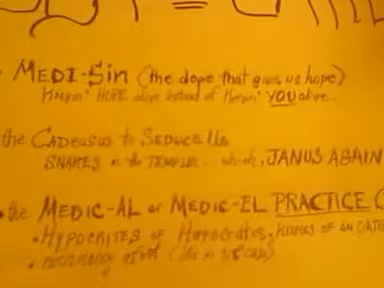 MEDI-Sin (the dope that gives us hope)
Keepin' HOPE alive instead of Keepin' YOU alive...
the CADEUSUS to SEDUCE Us
SNAKES in the TEMPLE... which, JANUS AGAIN
• the MEDIC-AL or MEDIC-EL PRACTICE
• HYPOCRITES of Hippocrates, KEEPERS OF AN OATH
•